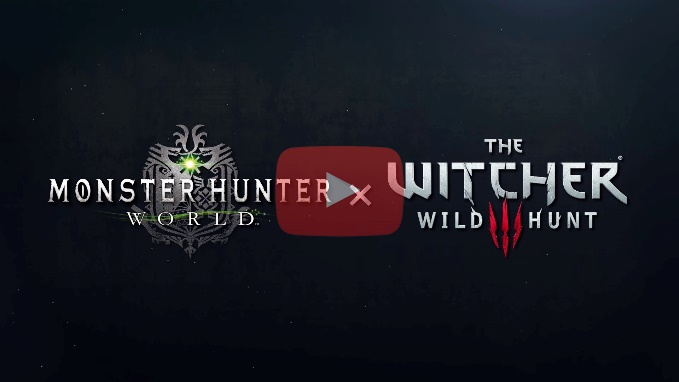 MONSTER HUNTER
WORLD
×
THE
WITCHER
WILD HUNT